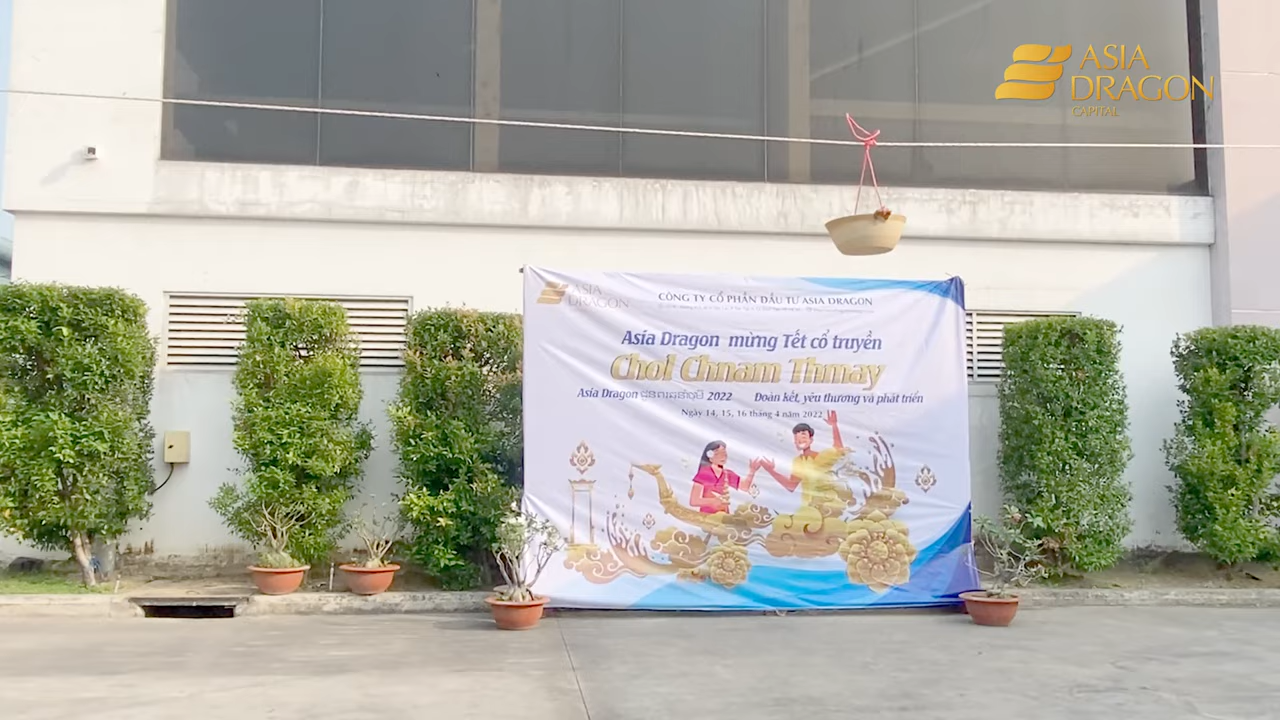 ASIA
DRAGON
CAPITAL
ASIA
DRAGON
CÔNG TY CỔ PHẦN ĐẦU TƯ ASIA DRAGON
Asia Dragon mừng Tết cổ truyền
Chol Chnam Thmay
Asia Dragon 2022 Đoàn kết, yêu thương và phát triển
Ngày 14, 15, 16 tháng 4 năm 2022